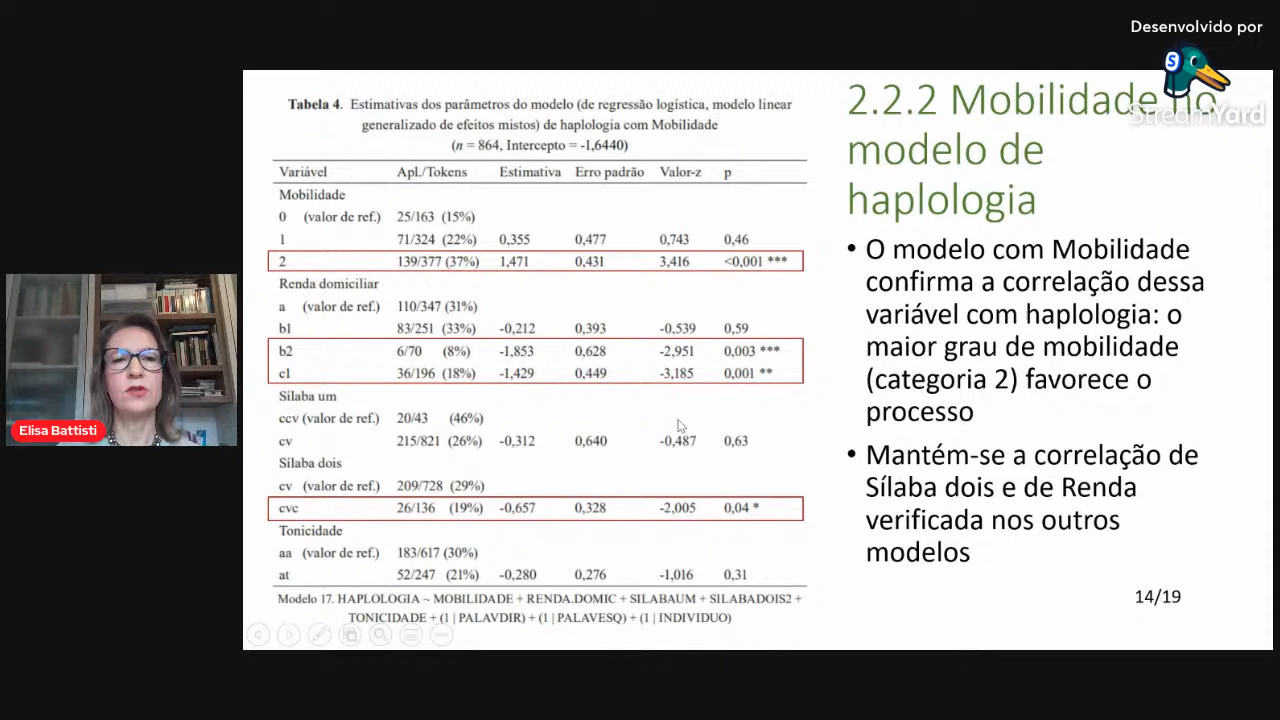 Desenvolvido por
S
StreamYard
Tabela 4. Estimativas dos parâmetros do modelo (de regressão logística, modelo linear
generalizado de efeitos mistos) de haplologia com Mobilidade
(n = 864, Intercepto = -1,6440)
Variável Apl./Tokens Estimativa Erro padrão Valor-z p
Mobilidade
0 (valor de ref.) 25/163 (15%)
1 71/324 (22%) 0,355 0,477 0,743 0,46
2 139/377 (37%) 1,471 0,431 3,416 <0,001 ***
Renda domiciliar
a (valor de ref.) 110/347 (31%)
b1 83/251 (33%) -0,212 0,393 -0,539 0,59
b2 6/70 (8%) -1,853 0,628 -2,951 0,003 ***
c1 36/196 (18%) -1,429 0,449 -3,185 0,001 **
Sílaba um
ccv (valor de ref.) 20/43 (46%)
cv 215/821 (26%) -0,312 0,640 -0,487 0,63
Sílaba dois
cv (valor de ref.) 209/728 (29%)
cvc 26/136 (19%) -0,657 0,328 -2,005 0,04 *
Tonicidade
aa (valor de ref.) 183/617 (30%)
at 52/247 (21%) -0,280 0,276 -1,016 0,31
Modelo 17. HAPLOLOGIA ~ MOBILIDADE + RENDA.DOMIC + SILABAUM + SILABADOIS2 +
TONICIDADE + (1 | PALAVDIR) + (1 | PALAVESQ) + (1 | INDIVIDUO)
2.2.2 Mobilidade no
modelo de
haplologia
• O modelo com Mobilidade
confirma a correlação dessa
variável com haplologia: o
maior grau de mobilidade
(categoria 2) favorece o
processo
• Mantém-se a correlação de
Sílaba dois e de Renda
verificada nos outros
modelos
14/19
Elisa Battisti